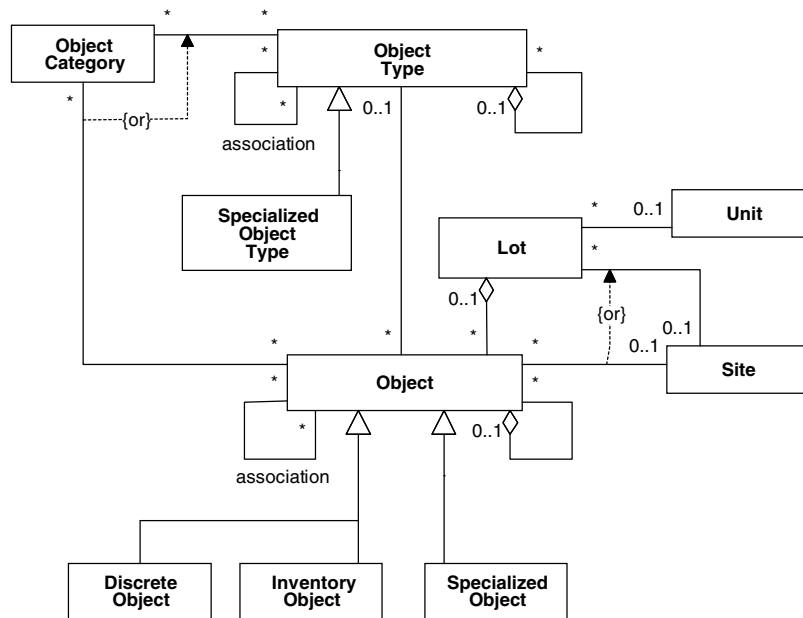 * *
Object
Category
Object
Type
* *
* *
0..1 0..1
{or}
association
Specialized
Object
Type
* 0..1
Unit
Lot
*
0..1
{or}
0..1
* *
* * 0..1
Site
Object
* *
* 0..1
association
Discrete
Object
Inventory
Object
Specialized
Object